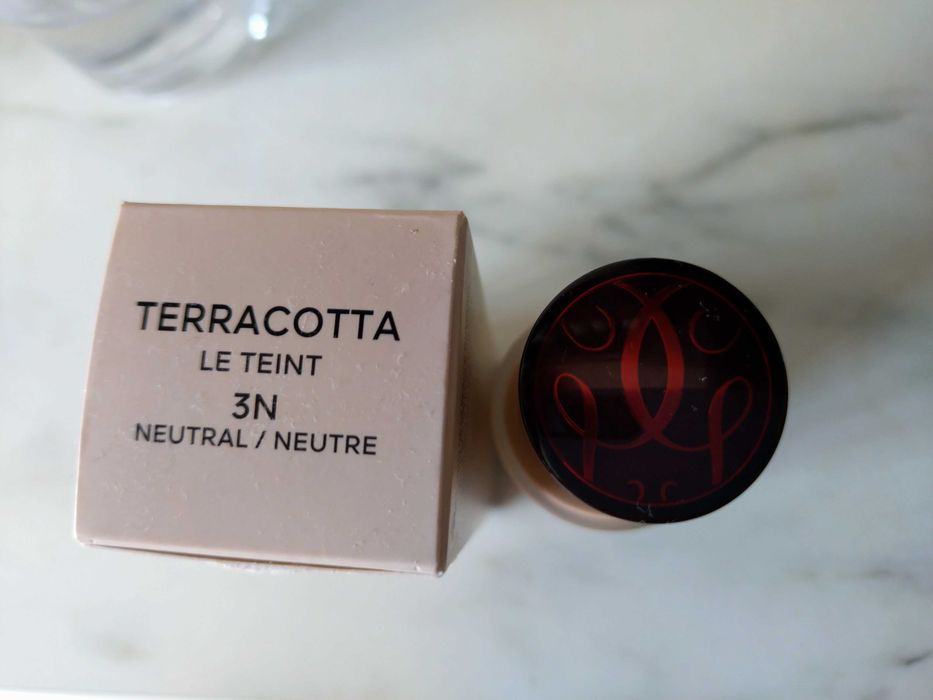 TERRACOTTA
LE TEINT
3N
NEUTRAL / NEUTRE